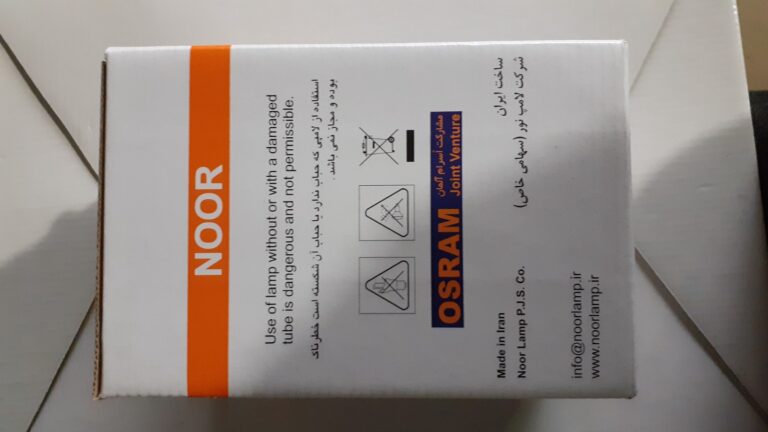 NOOR
Use of lamp without or with a damaged
tube is dangerous and not permissible.
استفاده از لامپی که حباب ندارد یا حباب آن شکسته است خطرناک
بوده و مجاز نمی باشد .
OSRAM
مشارکت اسرام آلمان
Joint Venture
ساخت ایران
شرکت لامپ نور (سهامی خاص)
Made in Iran
Noor Lamp P.J.S. Co.
info@noorlamp.ir
www.noorlamp.ir